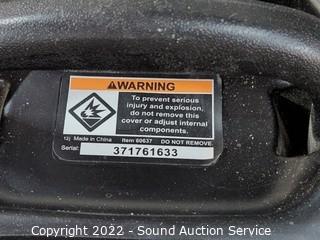 WARNING
To prevent serious
injury and explosion,
do not remove this
cover or adjust internal
components.
12j Made in China Item 60637 DO NOT REMOVE.
Serial: 371761633
Copyright 2022 - Sound Auction Service